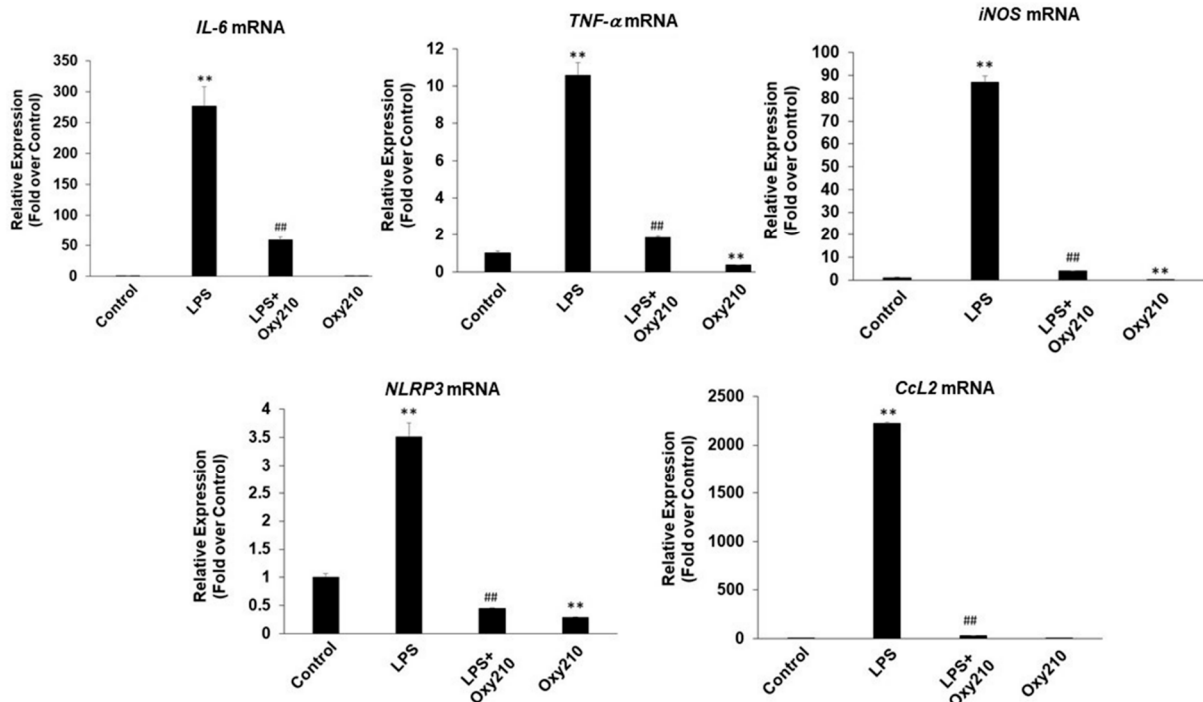 IL-6 mRNA
Relative Expression
(Fold over Control)
350
300
250
200
150
100
50
0
**
##
Control
LPS
LPS+
Oxy210
Oxy210
TNF-α mRNA
Relative Expression
(Fold over Control)
12
10
8
6
4
2
0
**
##
**
Control
LPS
LPS+
Oxy210
Oxy210
iNOS mRNA
Relative Expression
(Fold over Control)
100
90
80
70
60
50
40
30
20
10
0
**
##
**
Control
LPS
LPS+
Oxy210
Oxy210
NLRP3 mRNA
Relative Expression
(Fold over Control)
4
3.5
3
2.5
2
1.5
1
0.5
0
**
##
**
Control
LPS
LPS+
Oxy210
Oxy210
CcL2 mRNA
Relative Expression
(Fold over Control)
2500
2000
1500
1000
500
0
**
##
Control
LPS
LPS+
Oxy210
Oxy210